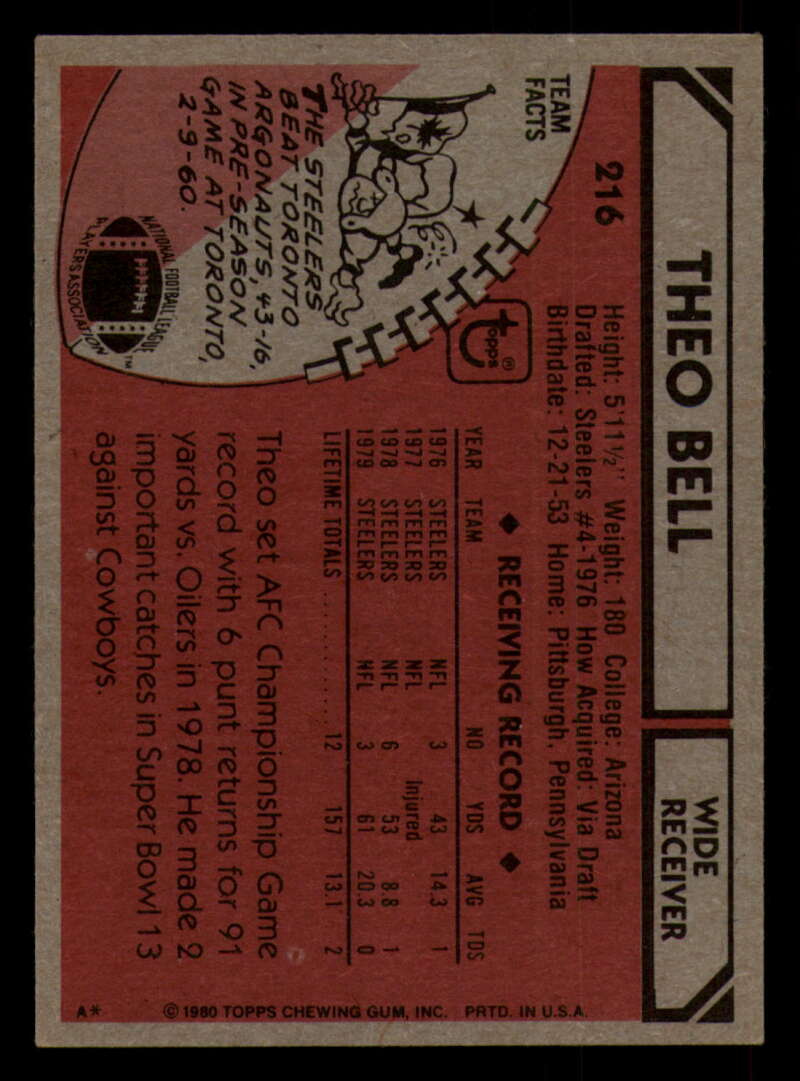 THEO BELL
WIDE
RECEIVER
216
Height: 5'11½" Weight: 180 College: Arizona
Drafted: Steelers #4-1976 How Acquired: Via Draft
Birthdate: 12-21-53 Home: Pittsburgh, Pennsylvania
TEAM
FACTS
THE STEELERS
BEAT TORONTO
ARGONAUTS, 43-16,
IN PRE-SEASON
GAME AT TORONTO,
2-9-60.
NATIONAL FOOTBALL LEAGUE
PLAYERS ASSOCIATION
TM
Topps®
◆ RECEIVING RECORD ◆
YEAR TEAM NO YDS AVG TDS
1976 STEELERS NFL 3 43 14.3 1
1977 STEELERS NFL Injured
1978 STEELERS NFL 6 53 8.8 1
1979 STEELERS NFL 3 61 20.3 0
LIFETIME TOTALS ............ 12 157 13.1 2
Theo set AFC Championship Game
record with 6 punt returns for 91
yards vs. Oilers in 1978. He made 2
important catches in Super Bowl 13
against Cowboys.
A* © 1980 TOPPS CHEWING GUM, INC. PRTD. IN U.S.A.